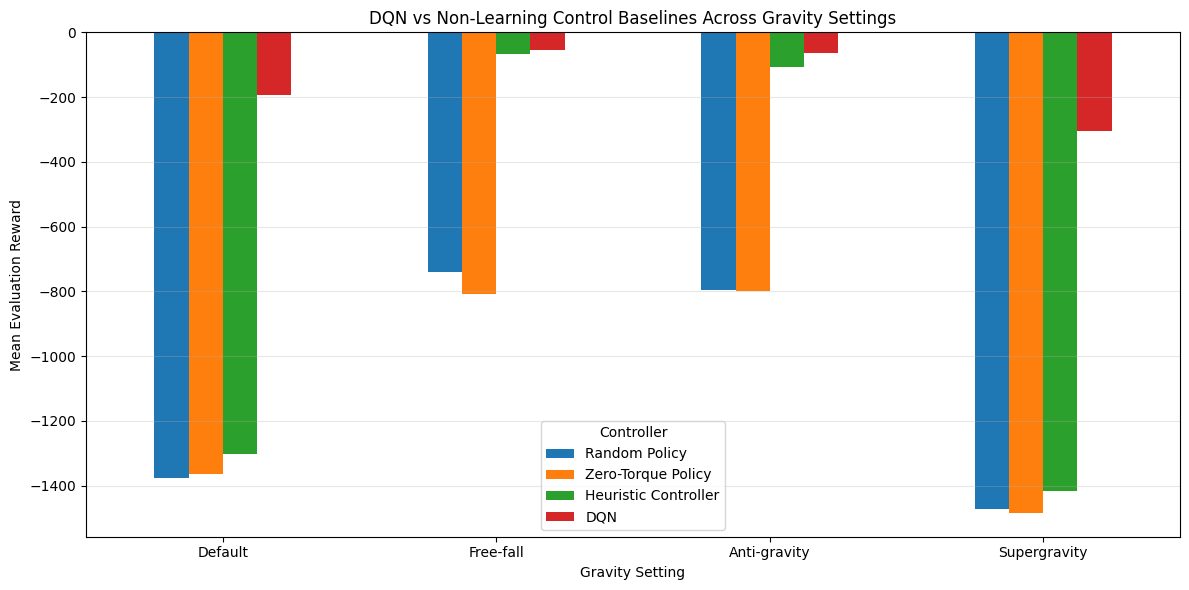 DQN vs Non-Learning Control Baselines Across Gravity Settings
Mean Evaluation Reward
0
−200
−400
−600
−800
−1000
−1200
−1400
Controller
Random Policy
Zero-Torque Policy
Heuristic Controller
DQN
Default
Free-fall
Anti-gravity
Supergravity
Gravity Setting